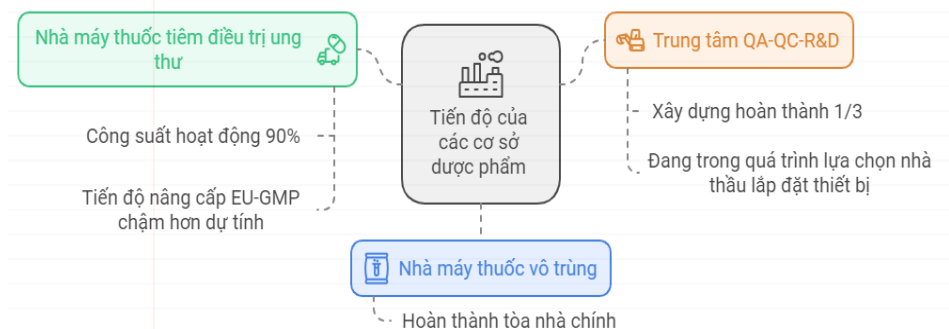 Nhà máy thuốc tiêm điều trị ung
thư
Công suất hoạt động 90%
Tiến độ nâng cấp EU-GMP
chậm hơn dự tính
Tiến độ của
các cơ sở
dược phẩm
Trung tâm QA-QC-R&D
Xây dựng hoàn thành 1/3
Đang trong quá trình lựa chọn nhà
thầu lắp đặt thiết bị
Nhà máy thuốc vô trùng
Hoàn thành tòa nhà chính